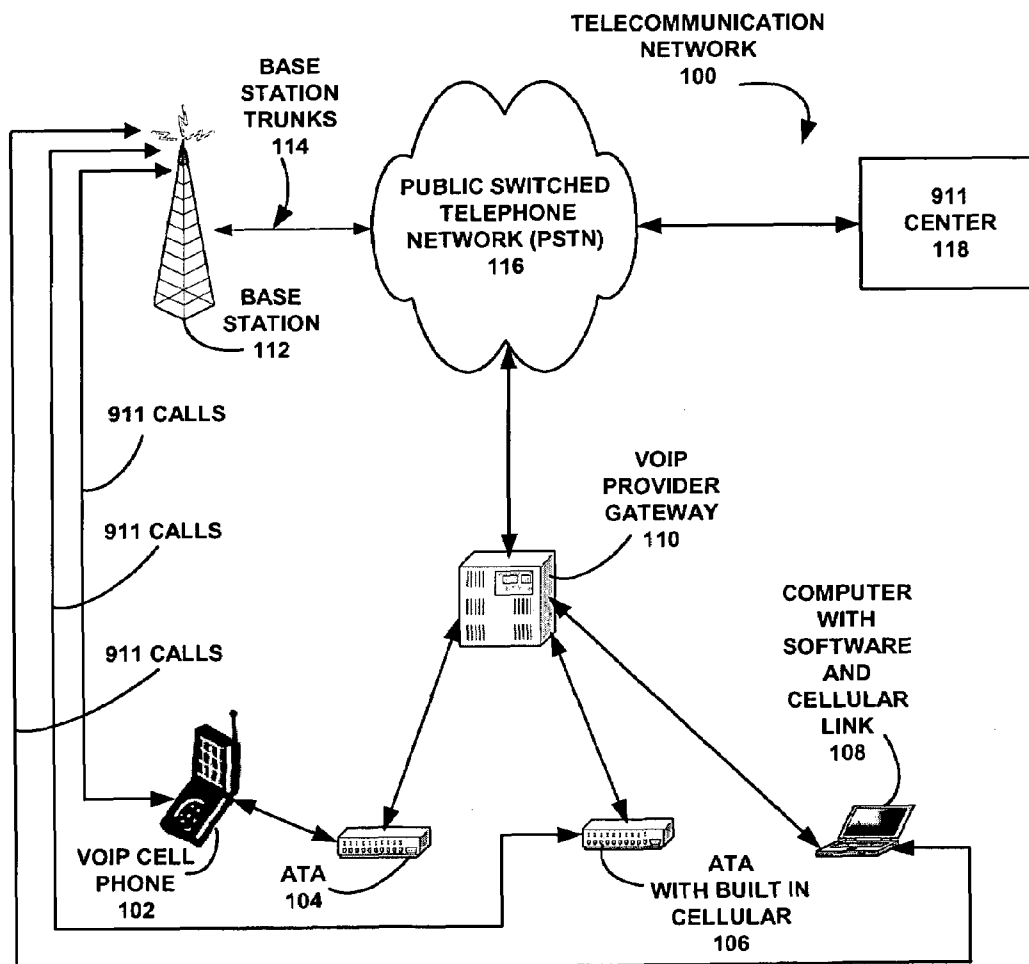 TELECOMMUNICATION
NETWORK
100
BASE
STATION
TRUNKS
114
PUBLIC SWITCHED
TELEPHONE
NETWORK (PSTN)
116
911
CENTER
118
BASE
STATION
112
911 CALLS
911 CALLS
911 CALLS
VOIP
PROVIDER
GATEWAY
110
COMPUTER
WITH
SOFTWARE
AND
CELLULAR
LINK
108
VOIP CELL
PHONE
102
ATA
104
ATA
WITH BUILT IN
CELLULAR
106